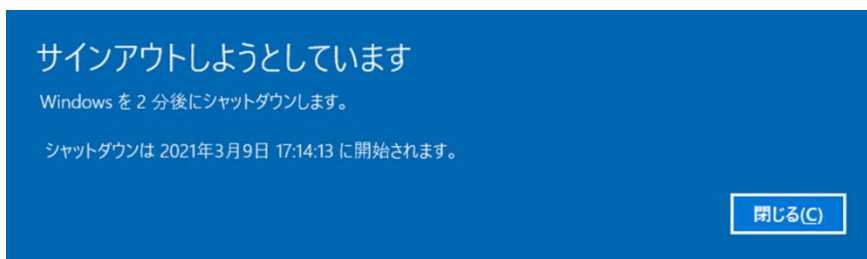 サインアウトしようとしています
Windows を 2 分後にシャットダウンします。
シャットダウンは 2021年3月9日 17:14:13 に開始されます。
閉じる(C)